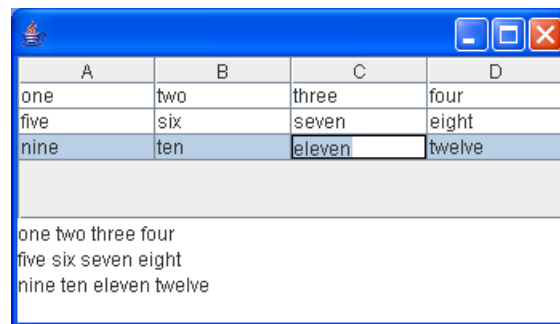 A B C D
one two three four
five six seven eight
nine ten eleven twelve
one two three four
five six seven eight
nine ten eleven twelve